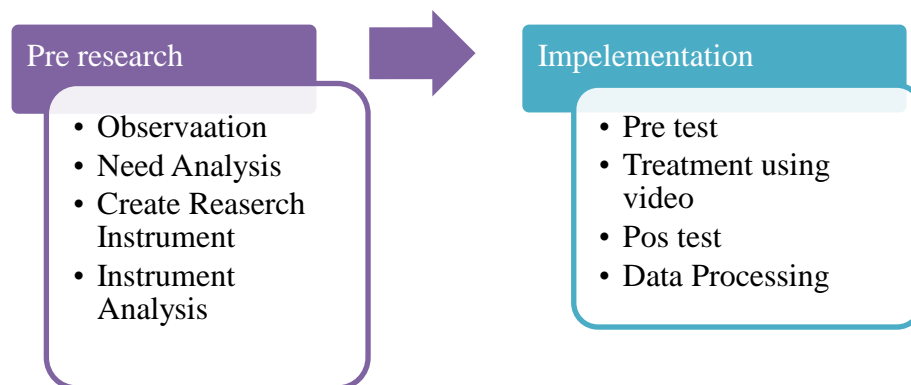 Pre research
• Observaation
• Need Analysis
• Create Reaserch
Instrument
• Instrument
Analysis
Impelementation
• Pre test
• Treatment using
video
• Pos test
• Data Processing